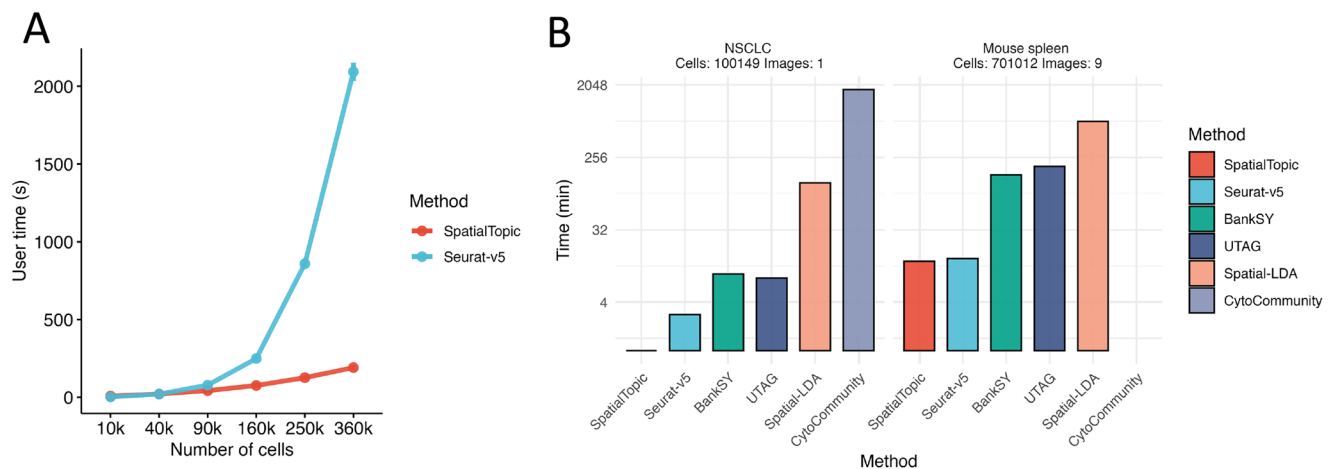 A
2000
1500
1000
500
0
User time (s)
10k
40k
90k
160k
250k
360k
Number of cells
Method
SpatialTopic
Seurat-v5
B
NSCLC
Cells: 100149 Images: 1
Mouse spleen
Cells: 701012 Images: 9
2048
256
32
4
Time (min)
SpatialTopic
Seurat-v5
BankSY
UTAG
Spatial-LDA
CytoCommunity
SpatialTopic
Seurat-v5
BankSY
UTAG
Spatial-LDA
CytoCommunity
Method
Method
SpatialTopic
Seurat-v5
BankSY
UTAG
Spatial-LDA
CytoCommunity